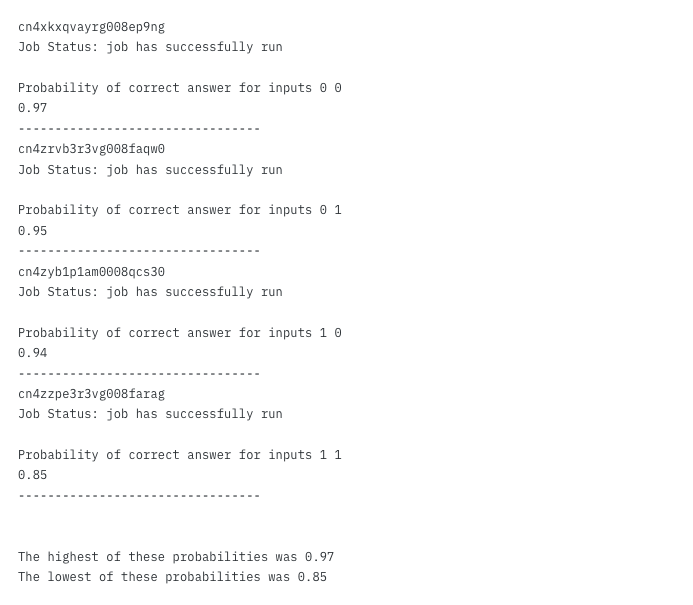 cn4xkxqvayrg008ep9ng
Job Status: job has successfully run
Probability of correct answer for inputs 0 0
0.97
---------------------------------
cn4zrvb3r3vg008faqw0
Job Status: job has successfully run
Probability of correct answer for inputs 0 1
0.95
---------------------------------
cn4zyb1p1am0008qcs30
Job Status: job has successfully run
Probability of correct answer for inputs 1 0
0.94
---------------------------------
cn4zzpe3r3vg008farag
Job Status: job has successfully run
Probability of correct answer for inputs 1 1
0.85
---------------------------------
The highest of these probabilities was 0.97
The lowest of these probabilities was 0.85